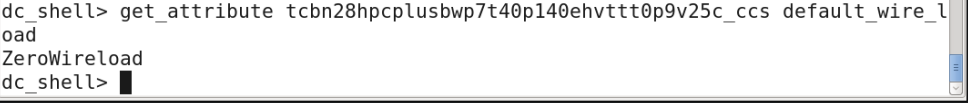 dc_shell> get_attribute tcbn28hpcplusbwp7t40p140ehvttt0p9v25c_ccs default_wire_l
oad
ZeroWireload
dc_shell>